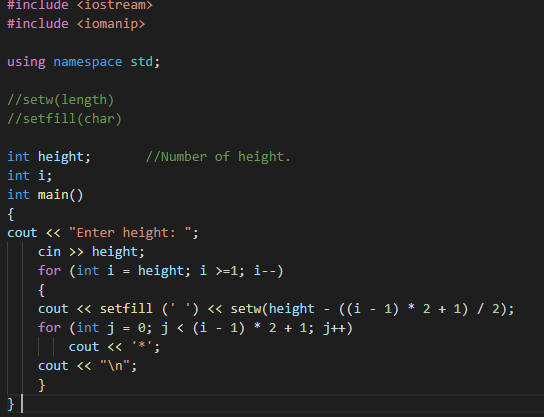 #include <iostream>
#include <iomanip>

using namespace std;

//setw(length)
//setfill(char)

int height;       //Number of height.
int i;
int main()
{
cout << "Enter height: ";
    cin >> height;
    for (int i = height; i >=1; i--)
    {
    cout << setfill (' ') << setw(height - ((i - 1) * 2 + 1) / 2);
    for (int j = 0; j < (i - 1) * 2 + 1; j++)
        cout << '*';
    cout << "\n";
    }
}